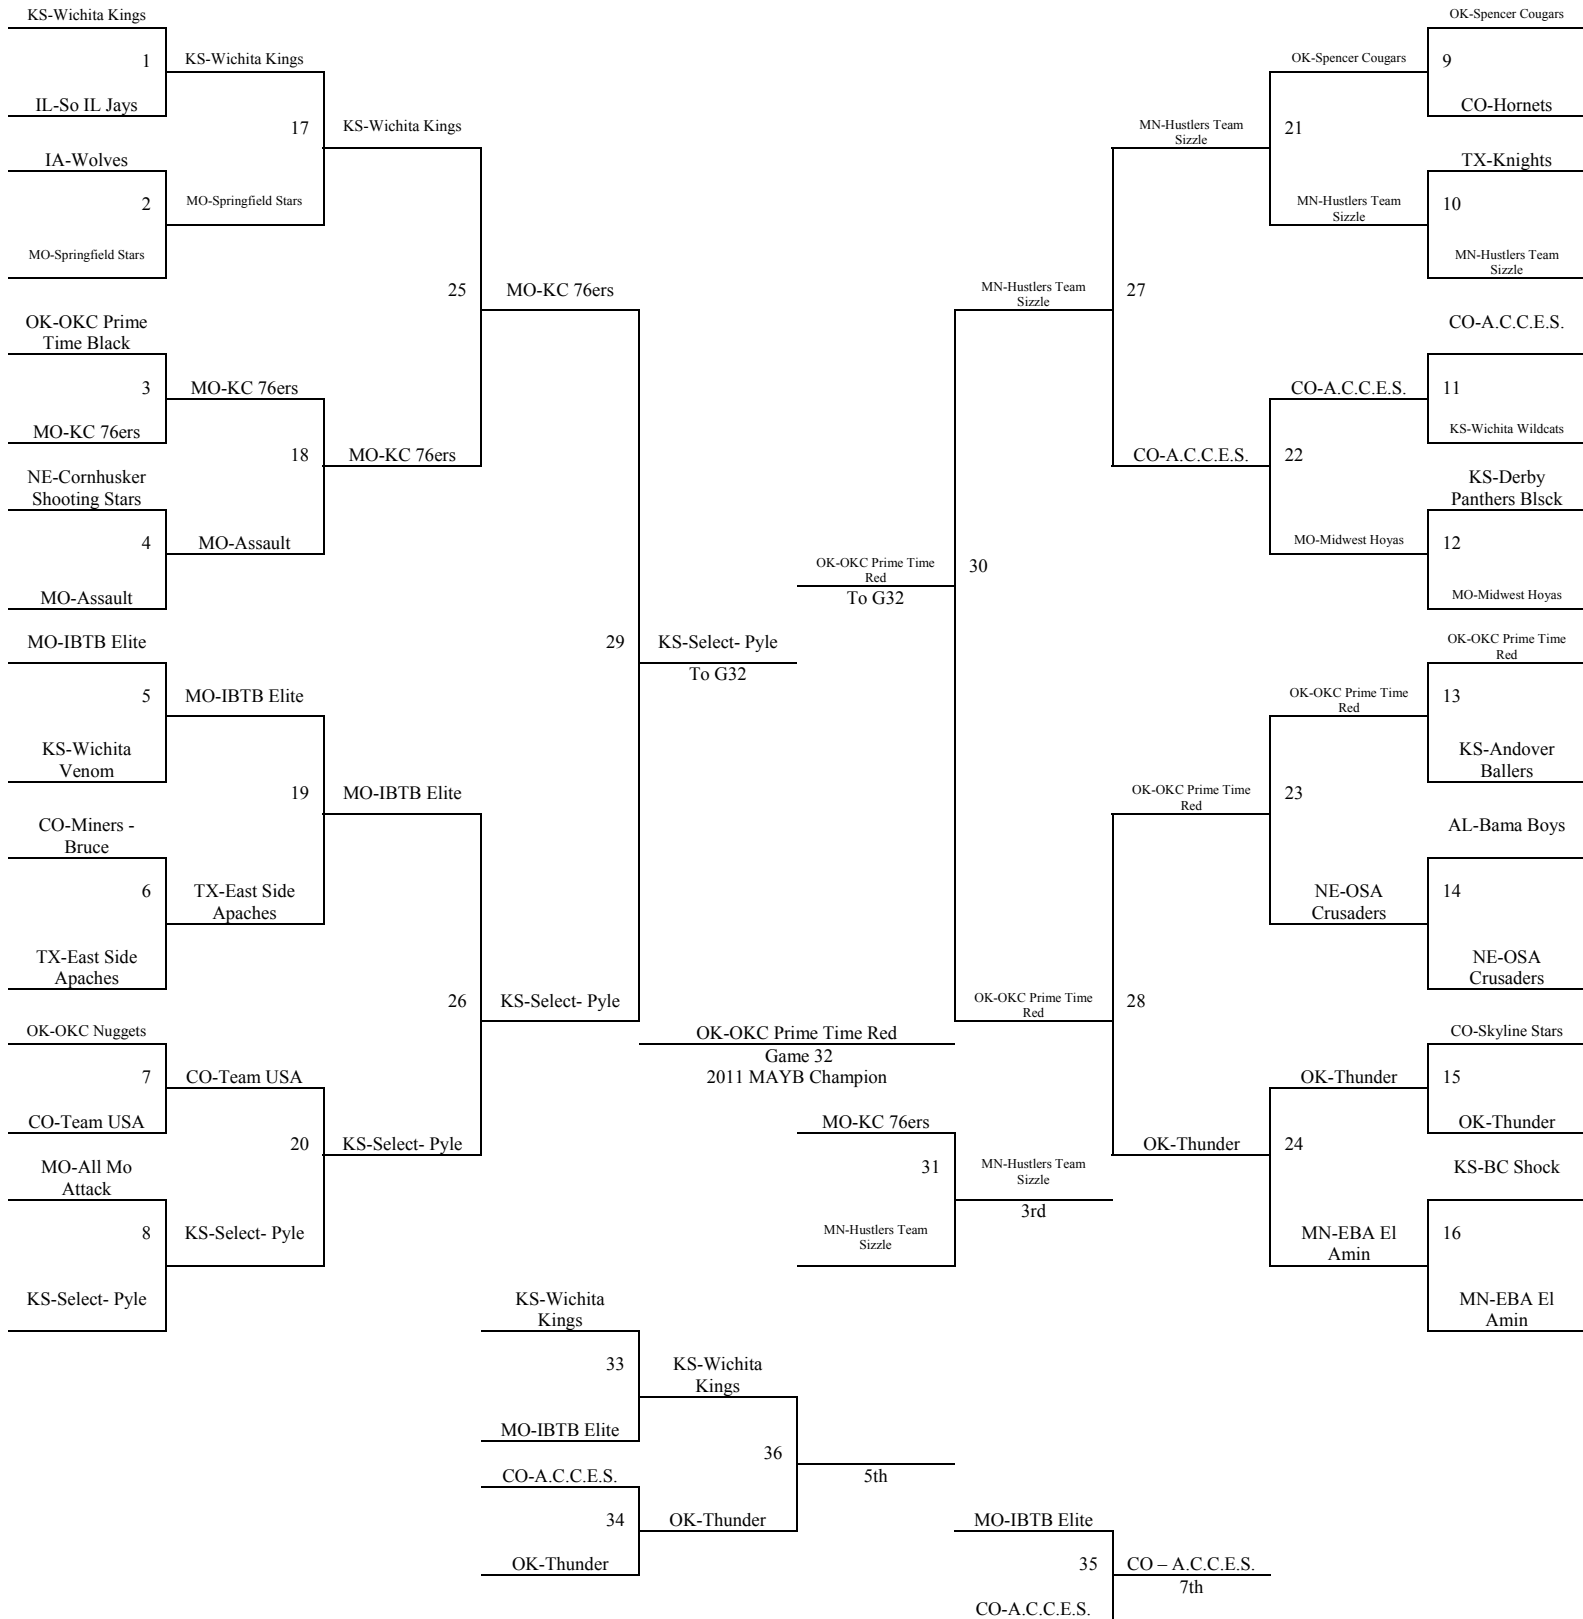 KS-Wichita Kings
1
IL-So IL Jays
KS-Wichita Kings
17
IA-Wolves
2
MO-Springfield Stars
MO-Springfield Stars
KS-Wichita Kings
25
OK-OKC Prime
Time Black
3
MO-KC 76ers
MO-KC 76ers
18
NE-Cornhusker
Shooting Stars
4
MO-Assault
MO-Assault
MO-KC 76ers
MO-KC 76ers
29
MO-IBTB Elite
5
KS-Wichita
Venom
MO-IBTB Elite
19
CO-Miners -
Bruce
6
TX-East Side
Apaches
TX-East Side
Apaches
MO-IBTB Elite
26
OK-OKC Nuggets
7
CO-Team USA
CO-Team USA
20
MO-All Mo
Attack
8
KS-Select- Pyle
KS-Select- Pyle
KS-Select- Pyle
KS-Select- Pyle
KS-Select- Pyle
To G32
OK-Spencer Cougars
9
CO-Hornets
OK-Spencer Cougars
21
TX-Knights
10
MN-Hustlers Team
Sizzle
MN-Hustlers Team
Sizzle
MN-Hustlers Team
Sizzle
27
CO-A.C.C.E.S.
11
KS-Wichita Wildcats
CO-A.C.C.E.S.
22
KS-Derby
Panthers Blsck
12
MO-Midwest Hoyas
MO-Midwest Hoyas
CO-A.C.C.E.S.
MN-Hustlers Team
Sizzle
30
OK-OKC Prime Time
Red
To G32
OK-OKC Prime Time
Red
13
KS-Andover
Ballers
OK-OKC Prime Time
Red
23
AL-Bama Boys
14
NE-OSA
Crusaders
NE-OSA
Crusaders
OK-OKC Prime Time
Red
28
CO-Skyline Stars
15
OK-Thunder
OK-Thunder
24
KS-BC Shock
16
MN-EBA El
Amin
MN-EBA El
Amin
OK-Thunder
OK-OKC Prime Time
Red
OK-OKC Prime Time Red
Game 32
2011 MAYB Champion
MO-KC 76ers
31
MN-Hustlers Team
Sizzle
MN-Hustlers Team
Sizzle
3rd
KS-Wichita
Kings
33
MO-IBTB Elite
KS-Wichita
Kings
36
5th
CO-A.C.C.E.S.
34
OK-Thunder
OK-Thunder
MO-IBTB Elite
35
CO-A.C.C.E.S.
CO – A.C.C.E.S.
7th